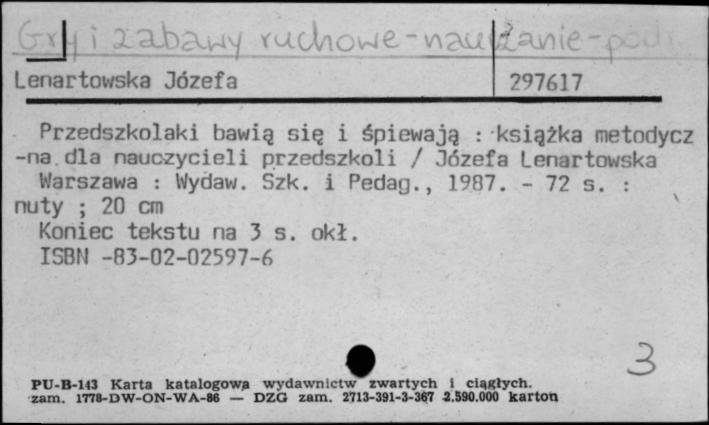 Gry i zabawy ruchowe - nauczanie - podr.
Lenartowska Józefa 297617
Przedszkolaki bawią się i śpiewają : książka metodycz
-na dla nauczycieli przedszkoli / Józefa Lenartowska
Warszawa : Wydaw. Szk. i Pedag., 1987. - 72 s. :
nuty ; 20 cm
Koniec tekstu na 3 s. okł.
ISBN -83-02-02597-6
3
PU-B-143 Karta katalogowa wydawnictw zwartych i ciągłych.
zam. 1778-DW-ON-WA-86 — DZG zam. 2713-391-3-367 2.590.000 karton